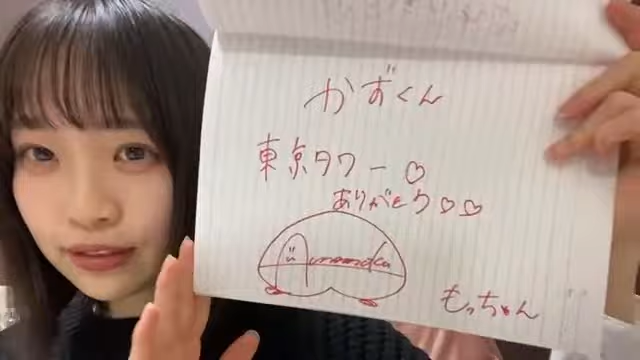 かずくん
東京タワー♡
ありがとう♡♡
もっちゃん